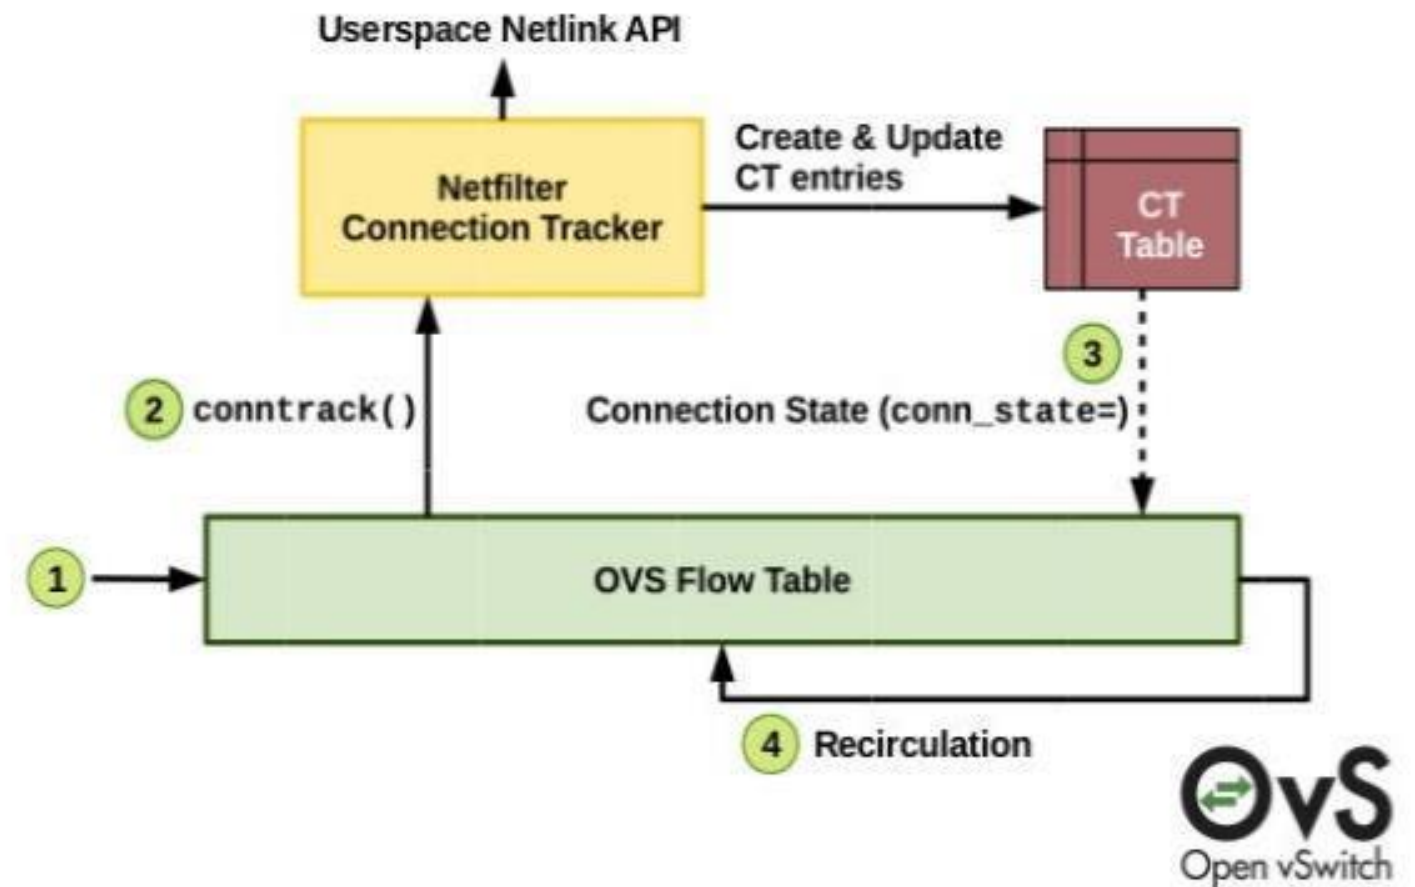 Userspace Netlink API
Create & Update
CT entries
Netfilter
Connection Tracker
CT
Table
3
2 conntrack()
Connection State (conn_state=)
1
OVS Flow Table
4 Recirculation
OvS
Open vSwitch